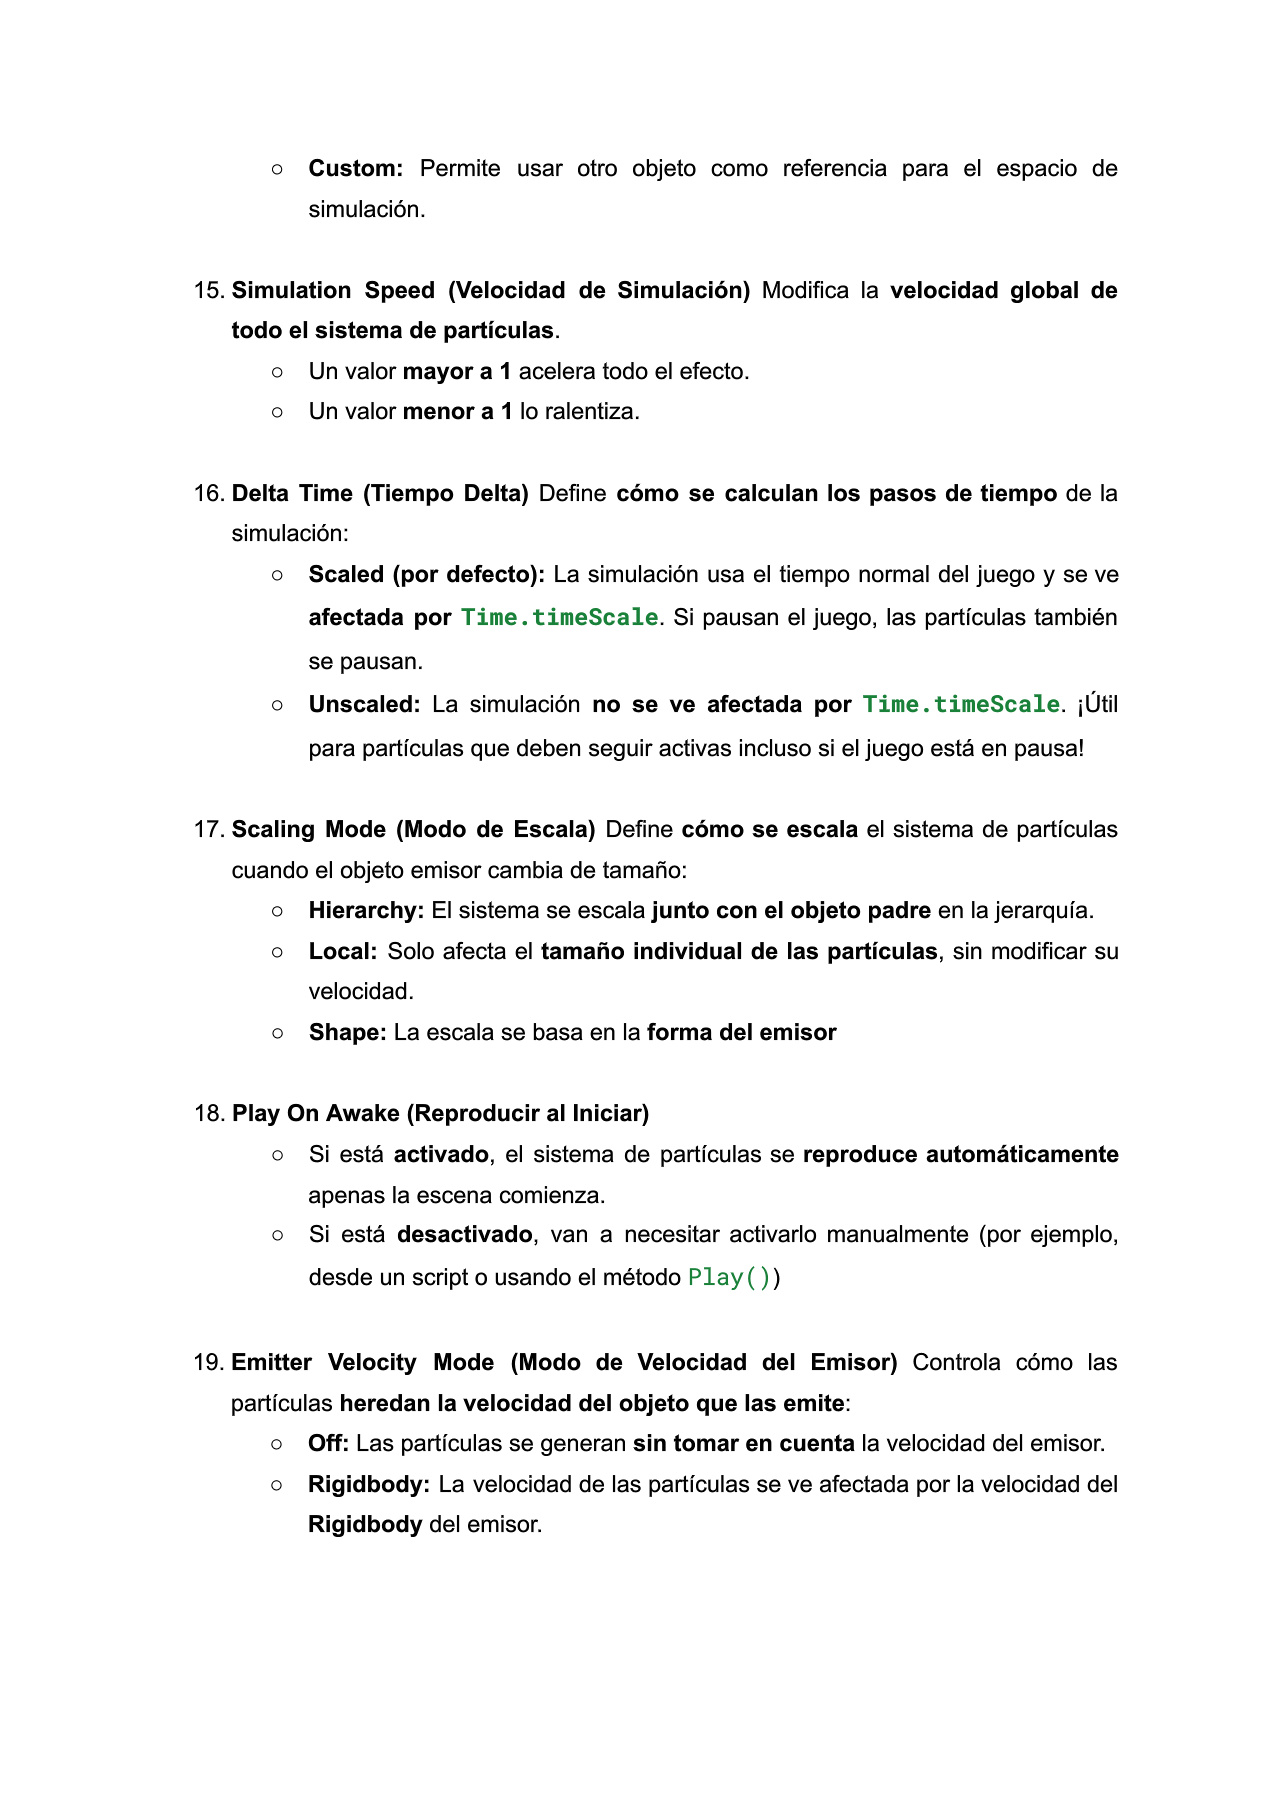 ○ Custom: Permite usar otro objeto como referencia para el espacio de
simulación.
15. Simulation Speed (Velocidad de Simulación) Modifica la velocidad global de
todo el sistema de partículas.
○ Un valor mayor a 1 acelera todo el efecto.
○ Un valor menor a 1 lo ralentiza.
16. Delta Time (Tiempo Delta) Define cómo se calculan los pasos de tiempo de la
simulación:
○ Scaled (por defecto): La simulación usa el tiempo normal del juego y se ve
afectada por Time.timeScale. Si pausan el juego, las partículas también
se pausan.
○ Unscaled: La simulación no se ve afectada por Time.timeScale. ¡Útil
para partículas que deben seguir activas incluso si el juego está en pausa!
17. Scaling Mode (Modo de Escala) Define cómo se escala el sistema de partículas
cuando el objeto emisor cambia de tamaño:
○ Hierarchy: El sistema se escala junto con el objeto padre en la jerarquía.
○ Local: Solo afecta el tamaño individual de las partículas, sin modificar su
velocidad.
○ Shape: La escala se basa en la forma del emisor
18. Play On Awake (Reproducir al Iniciar)
○ Si está activado, el sistema de partículas se reproduce automáticamente
apenas la escena comienza.
○ Si está desactivado, van a necesitar activarlo manualmente (por ejemplo,
desde un script o usando el método Play())
19. Emitter Velocity Mode (Modo de Velocidad del Emisor) Controla cómo las
partículas heredan la velocidad del objeto que las emite:
○ Off: Las partículas se generan sin tomar en cuenta la velocidad del emisor.
○ Rigidbody: La velocidad de las partículas se ve afectada por la velocidad del
Rigidbody del emisor.